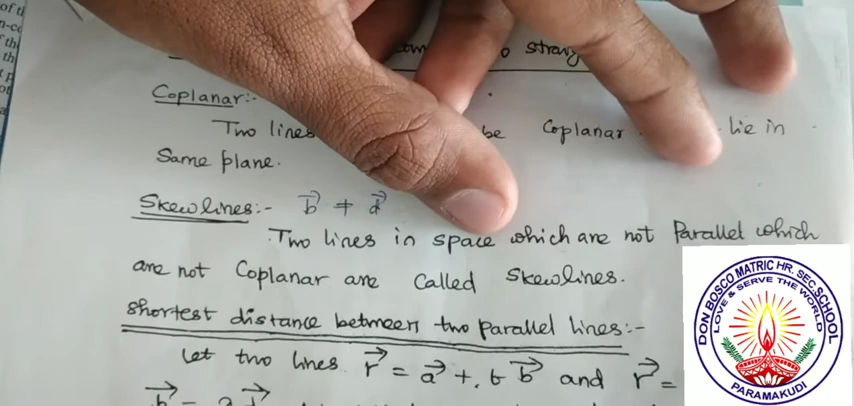 straig
Coplanar:-
Two lines be Coplanar lie in
Same plane.
Skewlines:- b⃗ ≠ d⃗
Two lines in space which are not Parallel which
are not Coplanar are Called Skewlines.
shortest distance between two parallel lines:-
Let two lines r⃗ = a⃗ + t b⃗ and r⃗ =
DON BOSCO MATRIC HR. SEC. SCHOOL
LOVE & SERVE THE WORLD
PARAMAKUDI